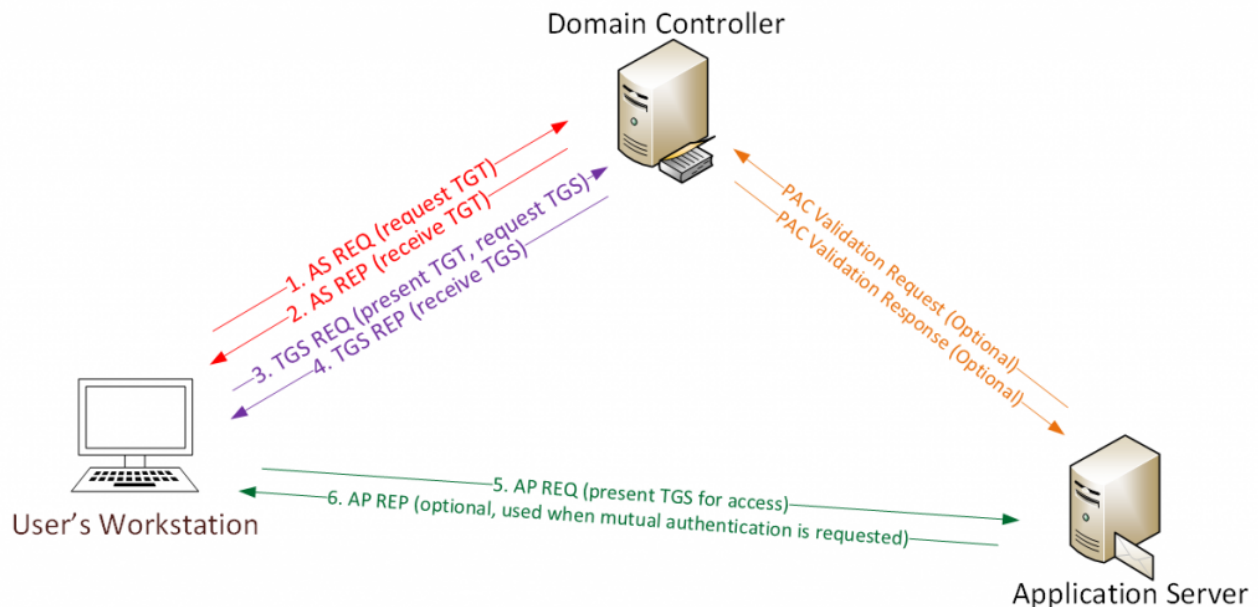 Domain Controller
1. AS REQ (request TGT)
2. AS REP (receive TGT)
3. TGS REQ (present TGT, request TGS)
4. TGS REP (receive TGS)
PAC Validation Request (Optional)
PAC Validation Response (Optional)
5. AP REQ (present TGS for access)
6. AP REP (optional, used when mutual authentication is requested)
User's Workstation
Application Server